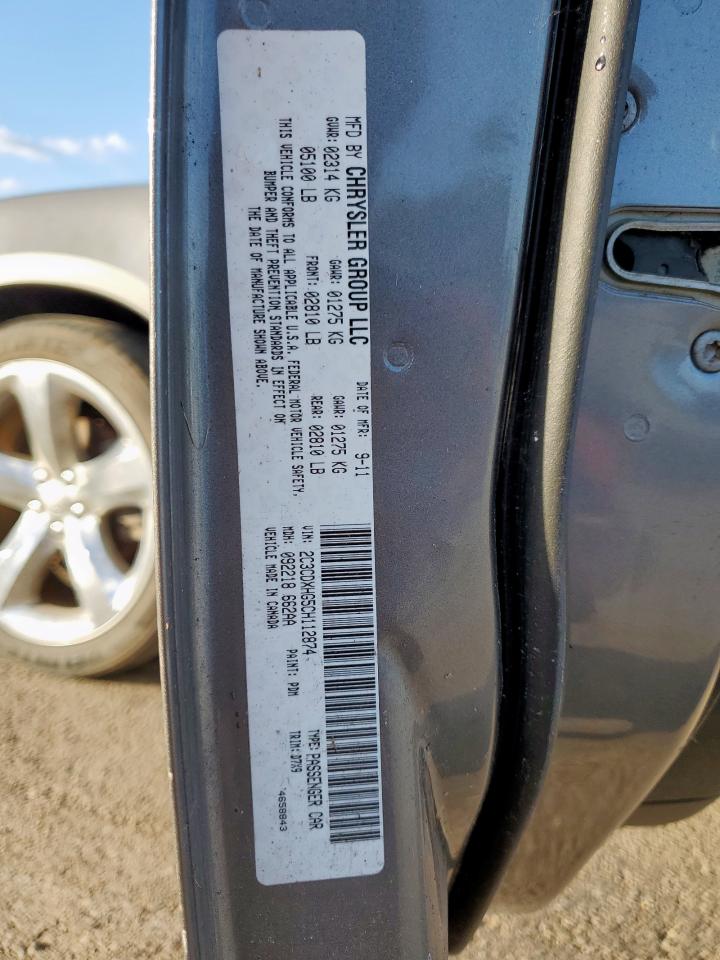 MFD BY CHRYSLER GROUP LLC DATE OF MFR: 9-11
GVWR: 02314 KG GAWR: 01275 KG GAWR: 01275 KG
05100 LB FRONT: 02810 LB REAR: 02810 LB
THIS VEHICLE CONFORMS TO ALL APPLICABLE U.S.A. FEDERAL MOTOR VEHICLE SAFETY,
BUMPER AND THEFT PREVENTION STANDARDS IN EFFECT ON
THE DATE OF MANUFACTURE SHOWN ABOVE.
VIN: 2C3CDXHG5CH112874 TYPE: PASSENGER CAR
MDH: 092218 662AA PAINT: PDM TRIM: D7X9
VEHICLE MADE IN CANADA 4658843